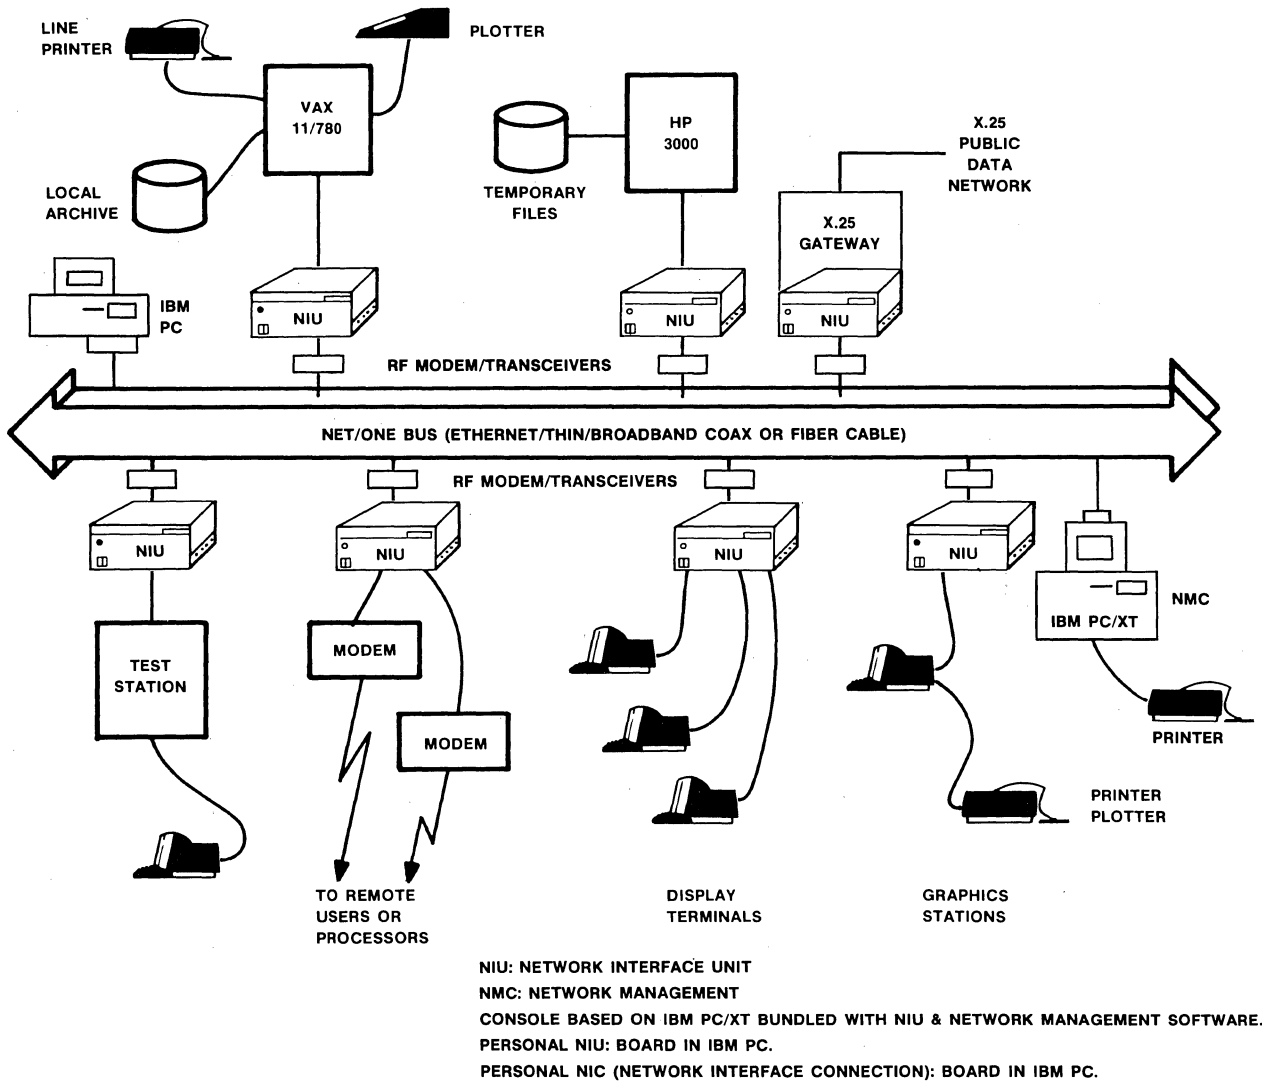 LINE
PRINTER
PLOTTER
VAX
11/780
LOCAL
ARCHIVE
HP
3000
TEMPORARY
FILES
X.25
PUBLIC
DATA
NETWORK
X.25
GATEWAY
IBM
PC
NIU
NIU
NIU
RF MODEM/TRANSCEIVERS
NET/ONE BUS (ETHERNET/THIN/BROADBAND COAX OR FIBER CABLE)
RF MODEM/TRANSCEIVERS
NIU
NIU
NIU
NIU
NMC
IBM PC/XT
TEST
STATION
MODEM
MODEM
PRINTER
PRINTER
PLOTTER
TO REMOTE
USERS OR
PROCESSORS
DISPLAY
TERMINALS
GRAPHICS
STATIONS
NIU: NETWORK INTERFACE UNIT
NMC: NETWORK MANAGEMENT
CONSOLE BASED ON IBM PC/XT BUNDLED WITH NIU & NETWORK MANAGEMENT SOFTWARE.
PERSONAL NIU: BOARD IN IBM PC.
PERSONAL NIC (NETWORK INTERFACE CONNECTION): BOARD IN IBM PC.